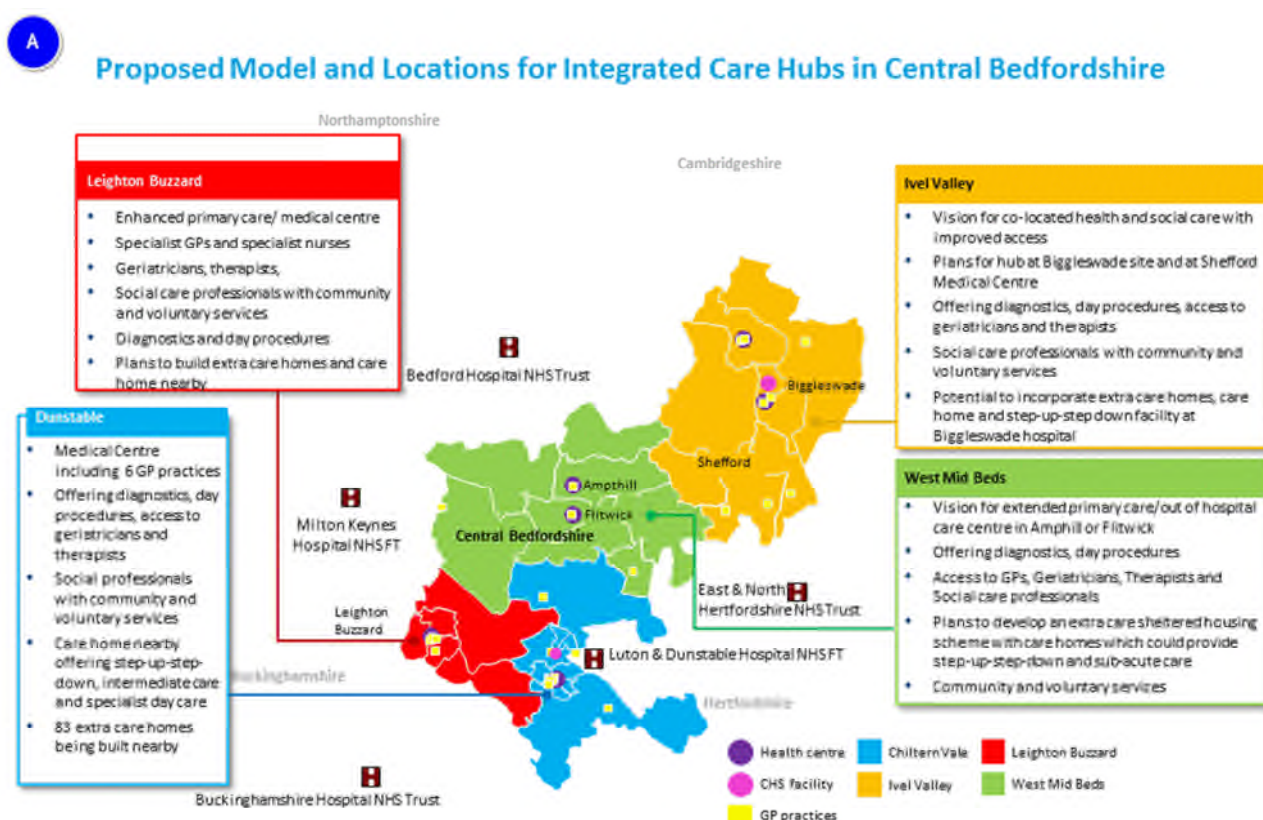 A
Proposed Model and Locations for Integrated Care Hubs in Central Bedfordshire
Northamptonshire
Cambridgeshire
Leighton Buzzard
• Enhanced primary care/ medical centre
• Specialist GPs and specialist nurses
• Geriatricians, therapists,
• Social care professionals with community
and voluntary services
• Diagnostics and day procedures
• Plans to build extra care homes and care
home nearby
Ivel Valley
• Vision for co-located health and social care with
improved access
• Plans for hub at Biggleswade site and at Shefford
Medical Centre
• Offering diagnostics, day procedures, access to
geriatricians and therapists
• Social care professionals with community and
voluntary services
• Potential to incorporate extra care homes, care
home and step-up-step down facility at
Biggleswade hospital
Dunstable
• Medical Centre
including 6 GP practices
• Offering diagnostics, day
procedures, access to
geriatricians and
therapists
• Social professionals
with community and
voluntary services
• Care home nearby
offering step-up-step-
down, intermediate care
and specialist day care
• 83 extra care homes
being built nearby
West Mid Beds
• Vision for extended primary care/out of hospital
care centre in Amphill or Flitwick
• Offering diagnostics, day procedures
• Access to GPs, Geriatricians, Therapists and
Social care professionals
• Plans to develop an extra care sheltered housing
scheme with care homes which could provide
step-up-step-down and sub-acute care
• Community and voluntary services
H
Bedford Hospital NHS Trust
Biggleswade
Shefford
Ampthill
Flitwick
Central Bedfordshire
H
Milton Keynes
Hospital NHS FT
East & North H
Hertfordshire NHS Trust
Leighton
Buzzard
H Luton & Dunstable Hospital NHS FT
Buckinghamshire
Hertfordshire
H
Buckinghamshire Hospital NHS Trust
Health centre
Chiltern Vale
Leighton Buzzard
CHS facility
Ivel Valley
West Mid Beds
GP practices